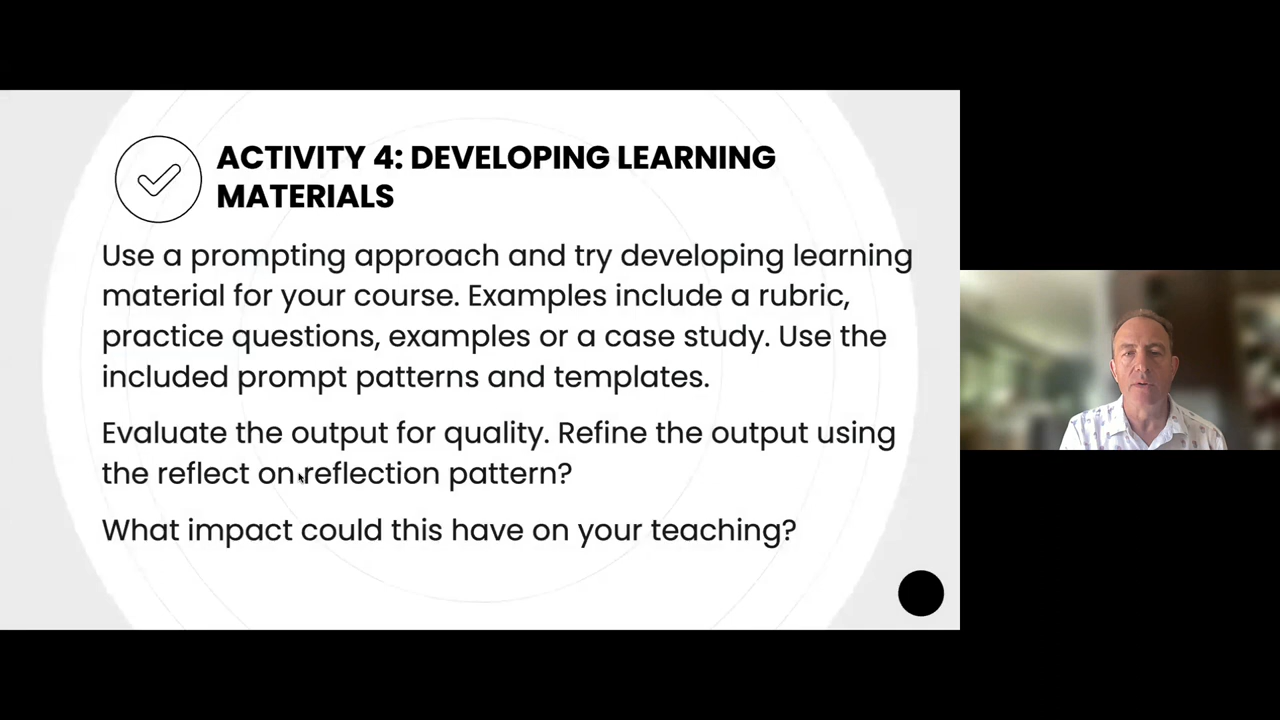 ACTIVITY 4: DEVELOPING LEARNING
MATERIALS
Use a prompting approach and try developing learning
material for your course. Examples include a rubric,
practice questions, examples or a case study. Use the
included prompt patterns and templates.
Evaluate the output for quality. Refine the output using
the reflect on reflection pattern?
What impact could this have on your teaching?